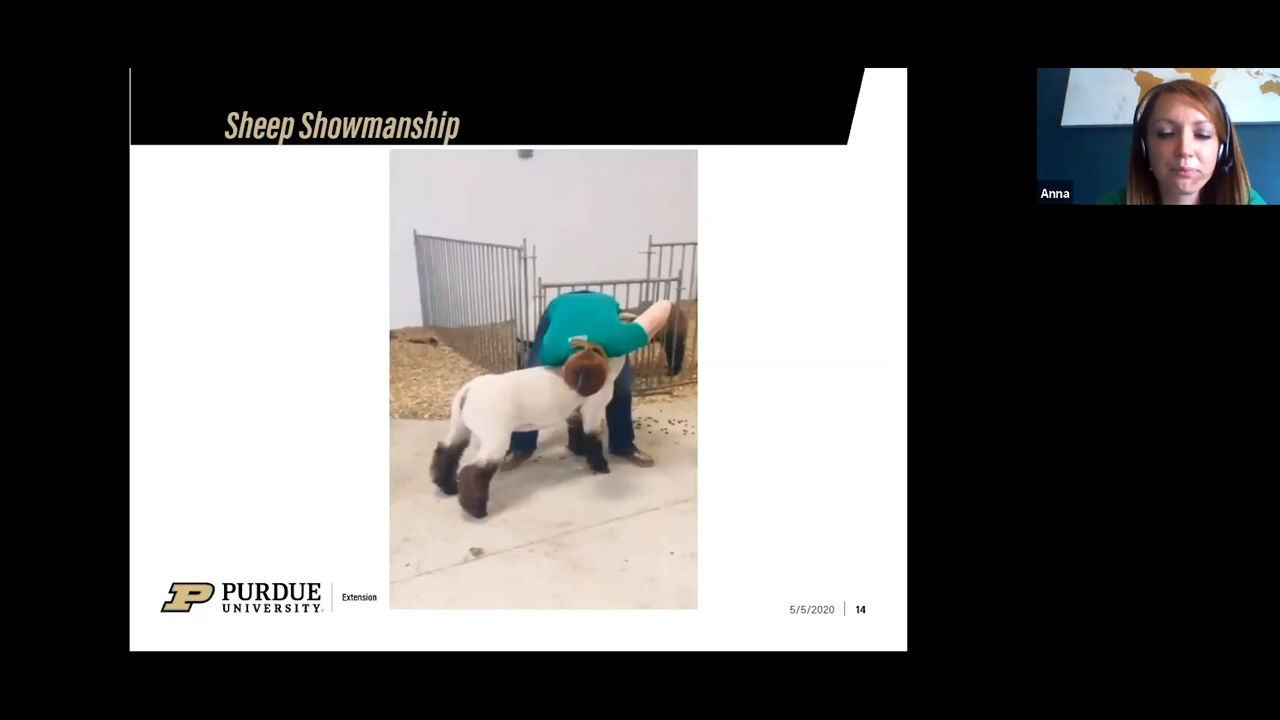 Sheep Showmanship
Anna
PURDUE
UNIVERSITY
Extension
5/5/2020
14